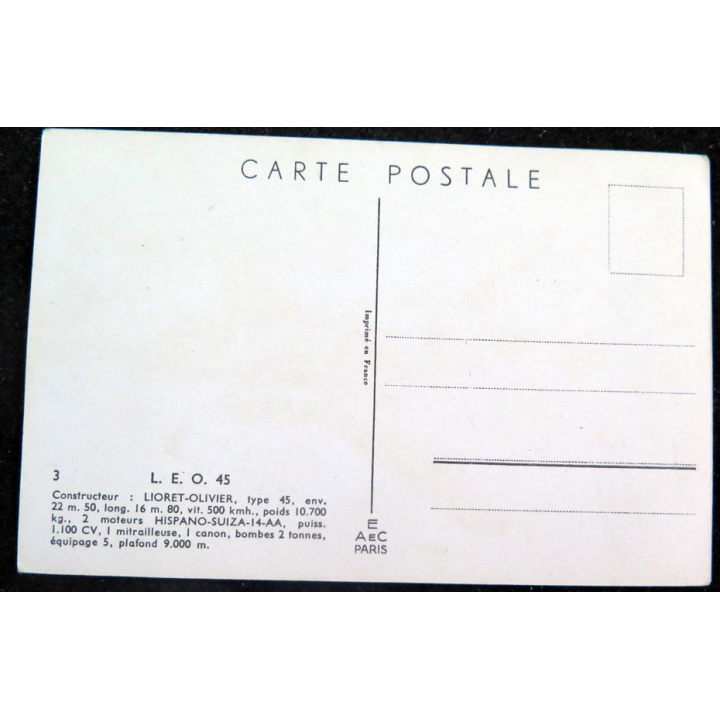 CARTE POSTALE
Imprimé en France
3 L. E. O. 45
Constructeur : LIORET-OLIVIER, type 45, env.
22 m. 50, long. 16 m. 80, vit. 500 kmh., poids 10.700
kg., 2 moteurs HISPANO-SUIZA-14-AA, puiss.
1.100 CV, 1 mitrailleuse, 1 canon, bombes 2 tonnes,
équipage 5, plafond 9.000 m.
E
AEC
PARIS